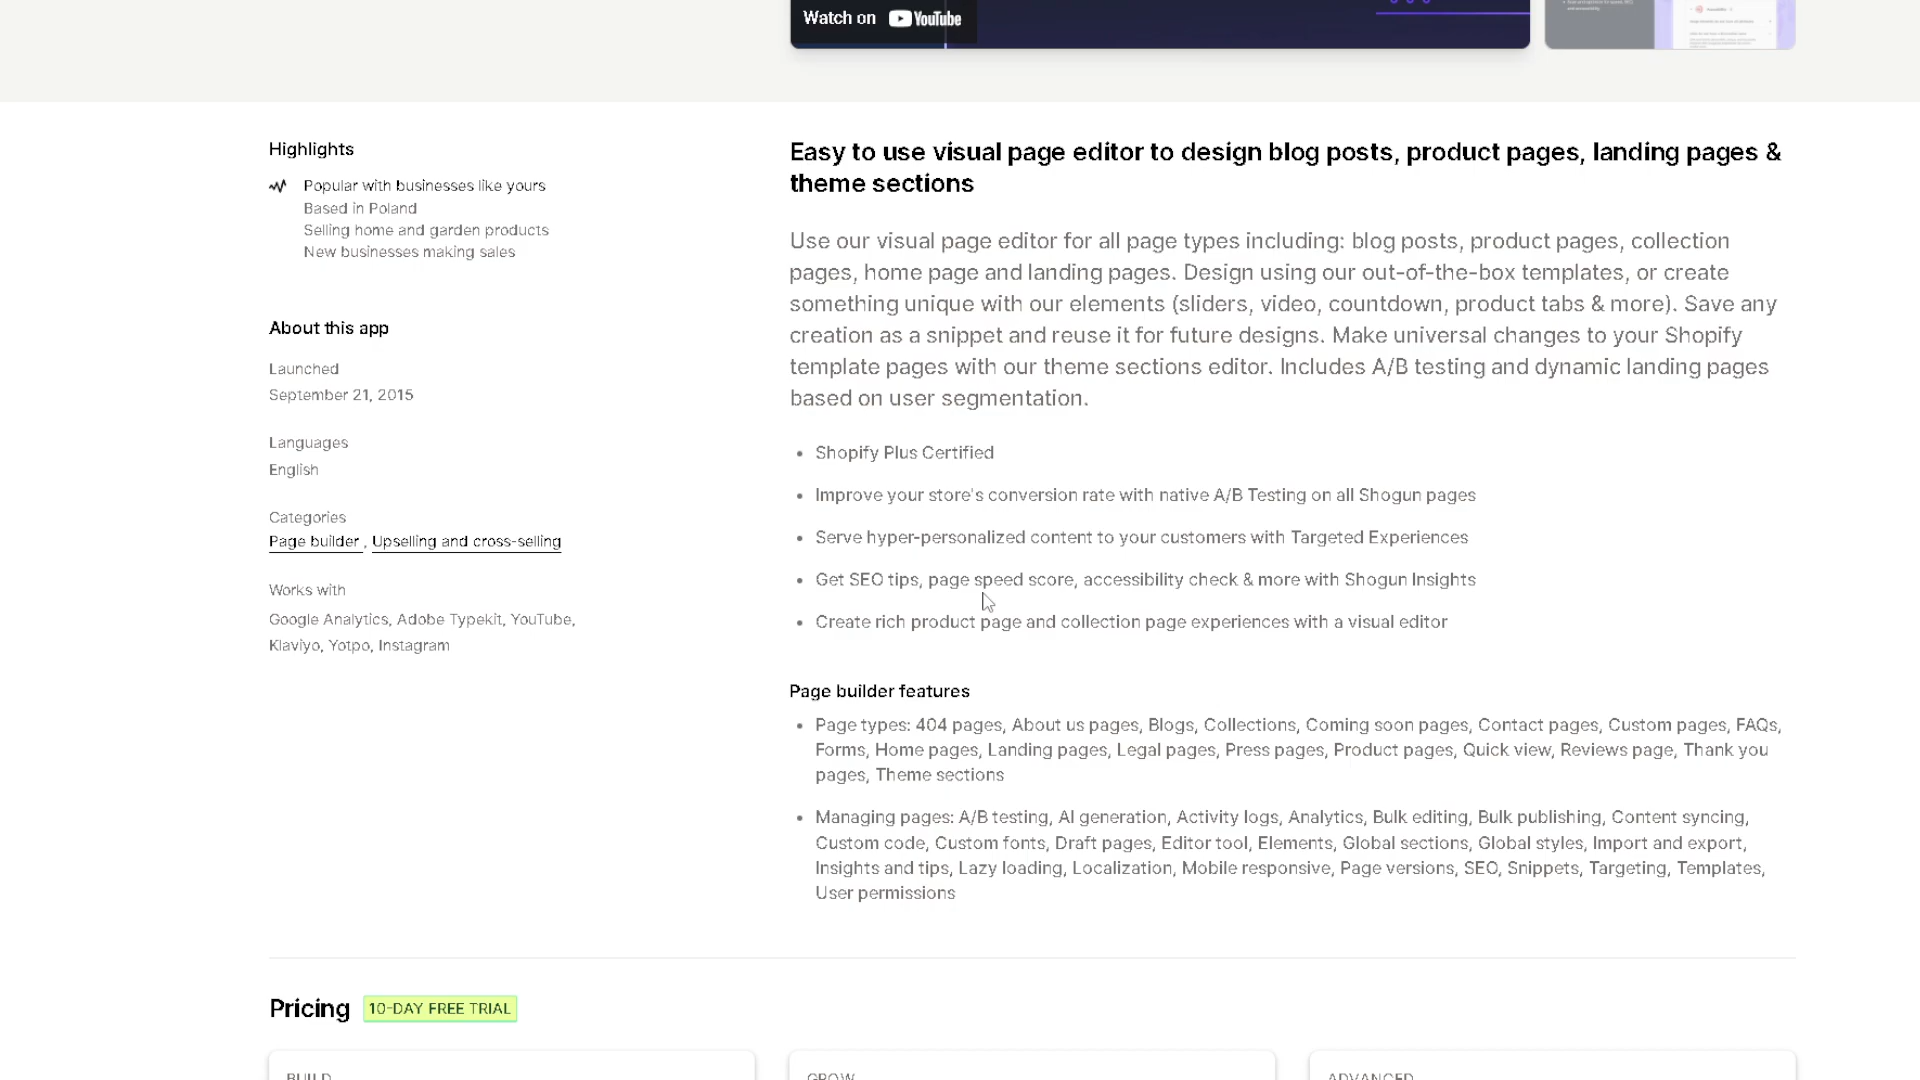 Watch on YouTube
Highlights
Popular with businesses like yours
Based in Poland
Selling home and garden products
New businesses making sales
About this app
Launched
September 21, 2015
Languages
English
Categories
Page builder , Upselling and cross-selling
Works with
Google Analytics, Adobe Typekit, YouTube,
Klaviyo, Yotpo, Instagram
Easy to use visual page editor to design blog posts, product pages, landing pages &
theme sections
Use our visual page editor for all page types including: blog posts, product pages, collection
pages, home page and landing pages. Design using our out-of-the-box templates, or create
something unique with our elements (sliders, video, countdown, product tabs & more). Save any
creation as a snippet and reuse it for future designs. Make universal changes to your Shopify
template pages with our theme sections editor. Includes A/B testing and dynamic landing pages
based on user segmentation.
• Shopify Plus Certified
• Improve your store's conversion rate with native A/B Testing on all Shogun pages
• Serve hyper-personalized content to your customers with Targeted Experiences
• Get SEO tips, page speed score, accessibility check & more with Shogun Insights
• Create rich product page and collection page experiences with a visual editor
Page builder features
• Page types: 404 pages, About us pages, Blogs, Collections, Coming soon pages, Contact pages, Custom pages, FAQs,
Forms, Home pages, Landing pages, Legal pages, Press pages, Product pages, Quick view, Reviews page, Thank you
pages, Theme sections
• Managing pages: A/B testing, AI generation, Activity logs, Analytics, Bulk editing, Bulk publishing, Content syncing,
Custom code, Custom fonts, Draft pages, Editor tool, Elements, Global sections, Global styles, Import and export,
Insights and tips, Lazy loading, Localization, Mobile responsive, Page versions, SEO, Snippets, Targeting, Templates,
User permissions
Pricing 10-DAY FREE TRIAL
BUILD
GROW
ADVANCED